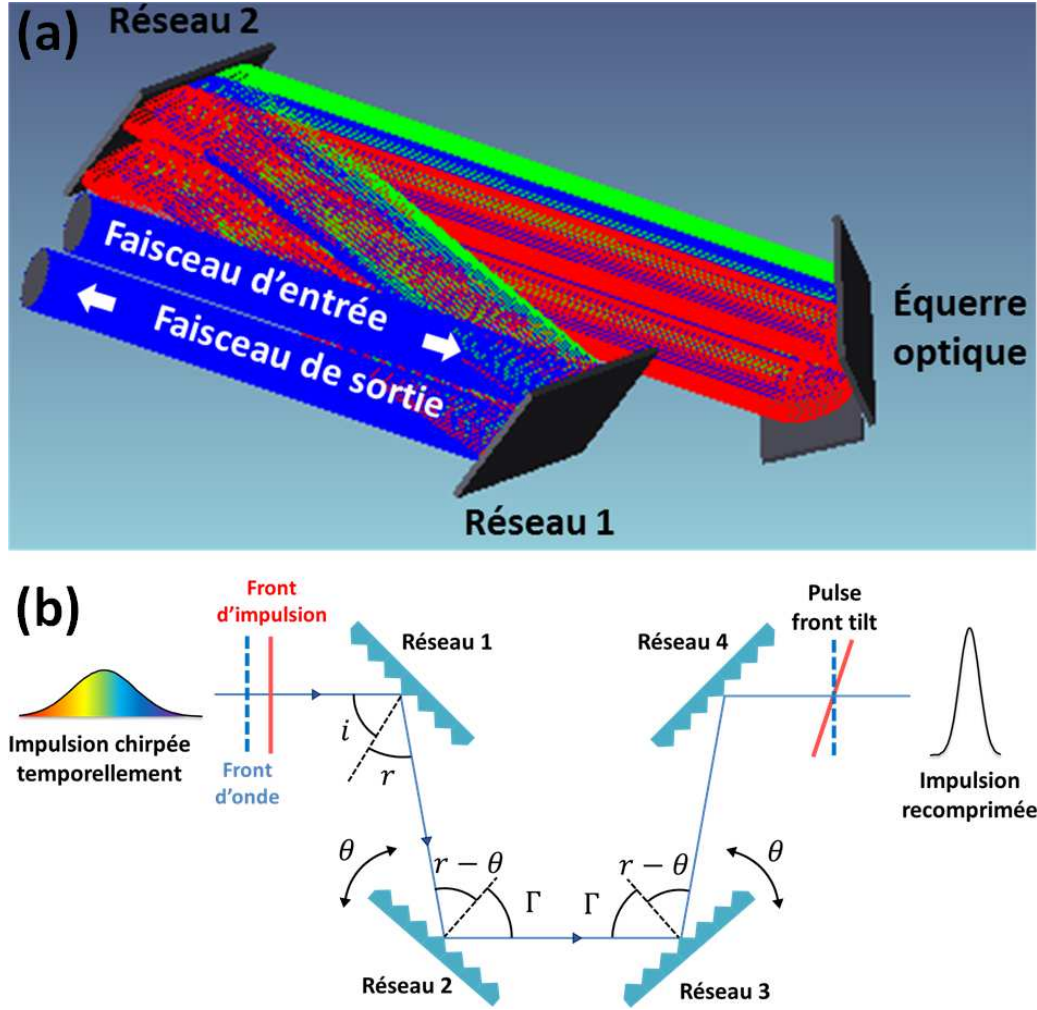 (a)
Réseau 2
Faisceau d'entrée
Faisceau de sortie
Équerre
optique
Réseau 1
(b)
Front
d'impulsion
Réseau 1
Réseau 4
Pulse
front tilt
Impulsion chirpée
temporellement
i
r
Front
d'onde
Impulsion
recomprimée
θ
r − θ
Γ
Γ
r − θ
θ
Réseau 2
Réseau 3